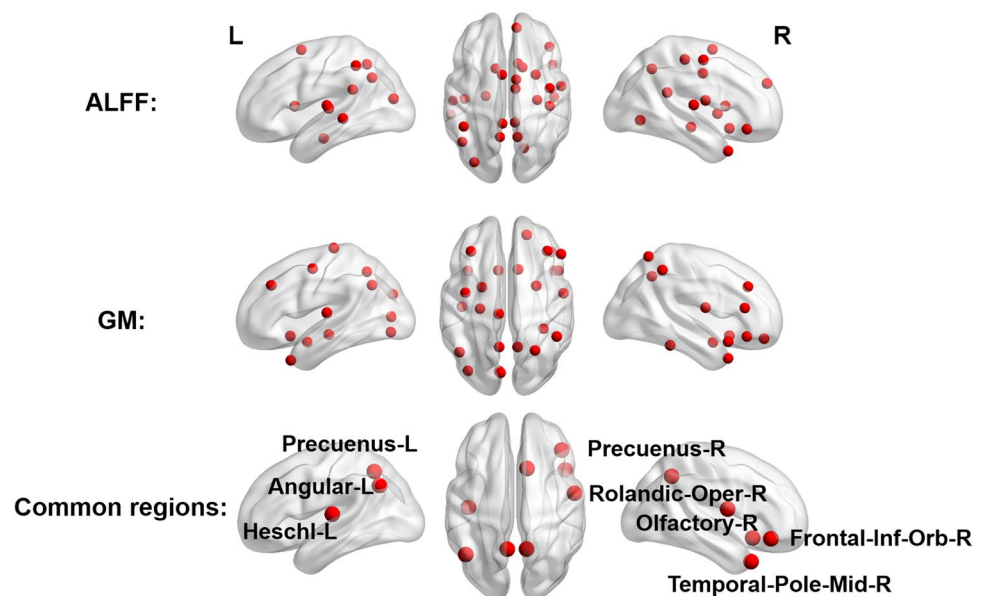 L
R
ALFF:
GM:
Precuenus-L
Precuenus-R
Angular-L
Rolandic-Oper-R
Common regions:
Heschl-L
Olfactory-R
Frontal-Inf-Orb-R
Temporal-Pole-Mid-R